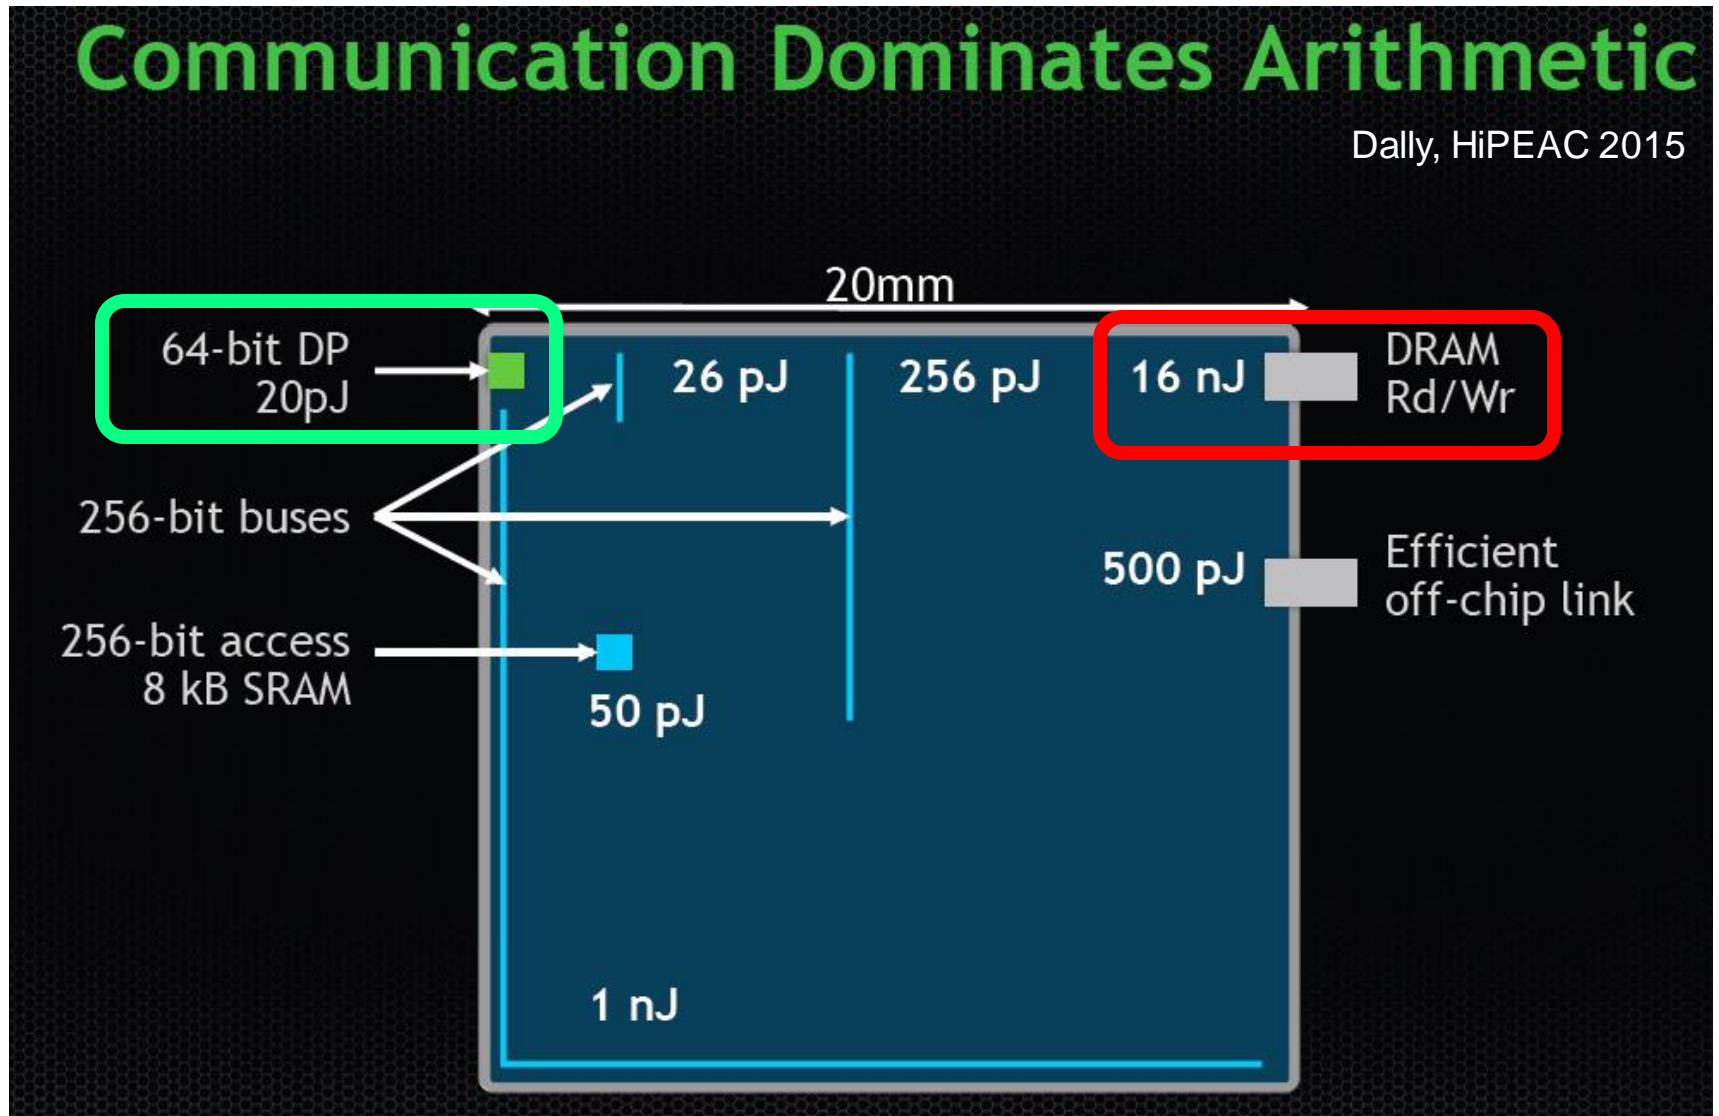 Communication Dominates Arithmetic
Dally, HiPEAC 2015
20mm
64-bit DP
20pJ
26 pJ
256 pJ
16 nJ
DRAM
Rd/Wr
256-bit buses
500 pJ
Efficient
off-chip link
256-bit access
8 kB SRAM
50 pJ
1 nJ